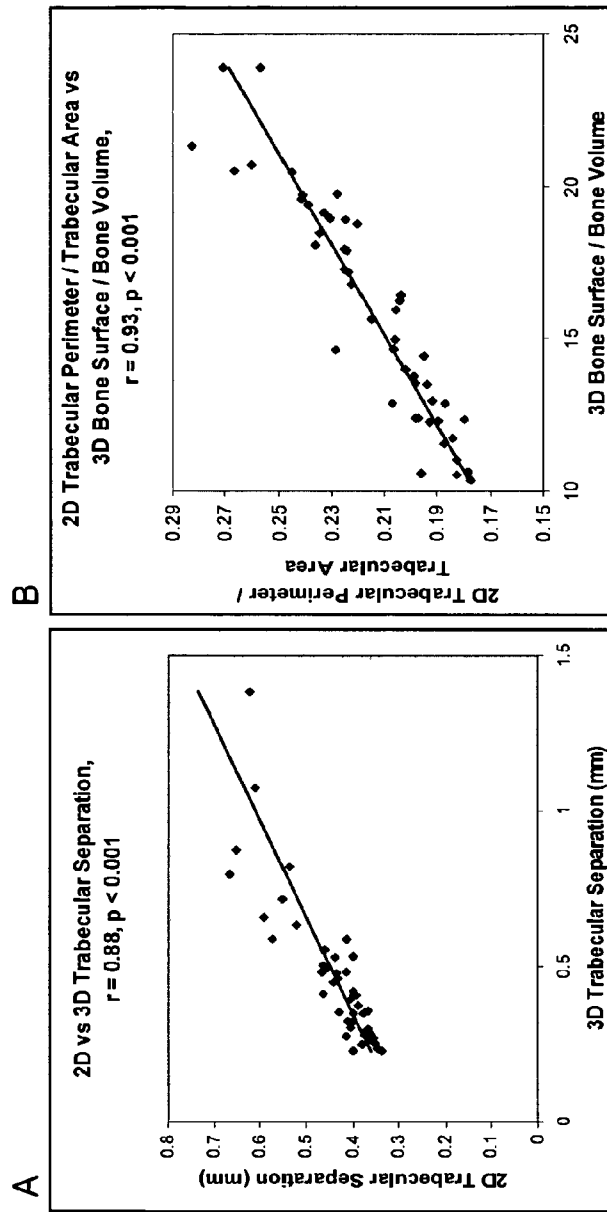 A
2D vs 3D Trabecular Separation,
r = 0.88, p < 0.001
2D Trabecular Separation (mm)
0.8
0.7
0.6
0.5
0.4
0.3
0
0
0.5
1
1.5
3D Trabecular Separation (mm)
B
2D Trabecular Perimeter / Trabecular Area vs
3D Bone Surface / Bone Volume,
r = 0.93, p < 0.001
2D Trabecular Perimeter /
Trabecular Area
0.29
0.27
0.25
0.23
0.21
0.19
0.17
0.15
10
15
20
25
3D Bone Surface / Bone Volume